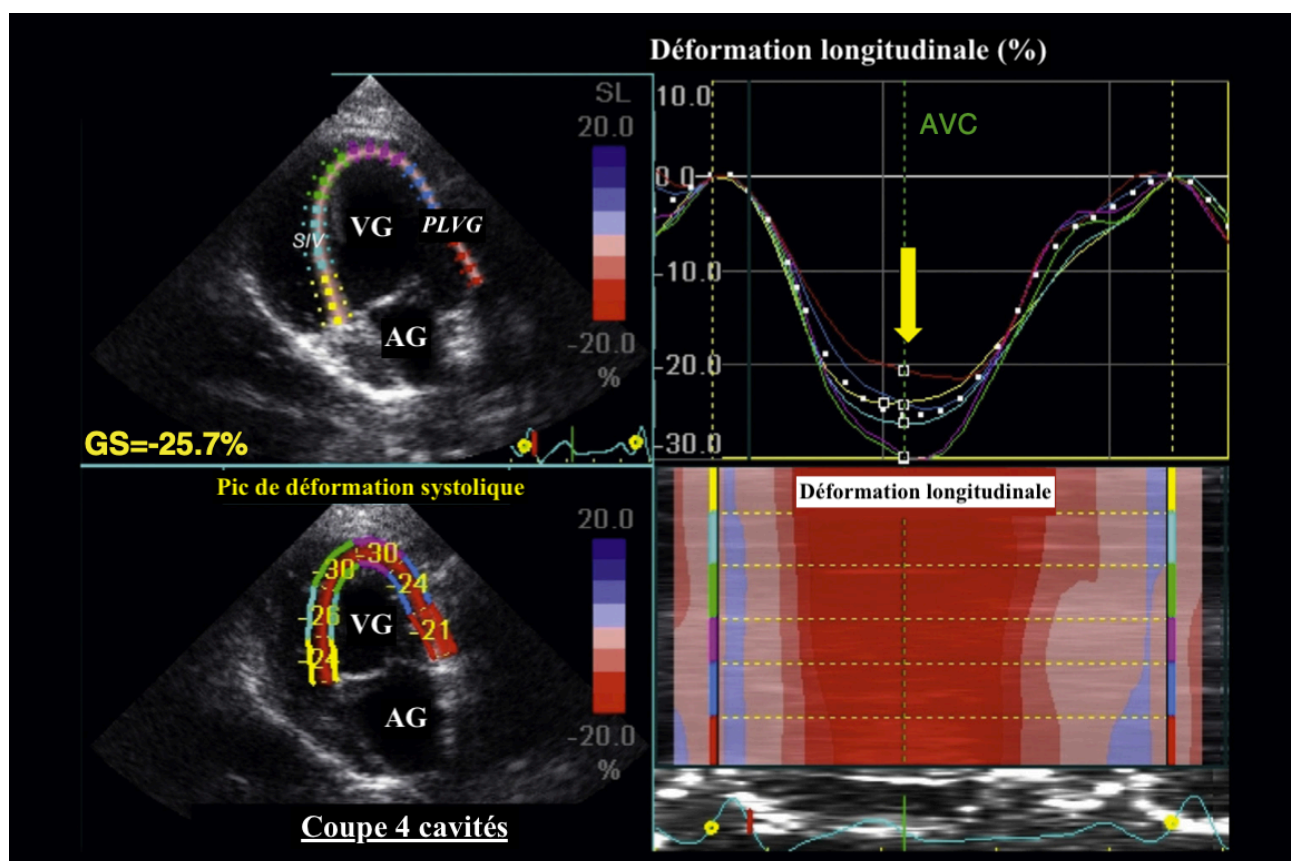 Déformation longitudinale (%)
SL
20.0
VG
SIV
PLVG
AG
-20.0
%
GS=-25.7%
10.0
AVC
0.0
-10.0
-20.0
-30.0
Pic de déformation systolique
20.0
-30
-30
-24
-26
VG
-21
-24
AG
-20.0
%
Coupe 4 cavités
Déformation longitudinale